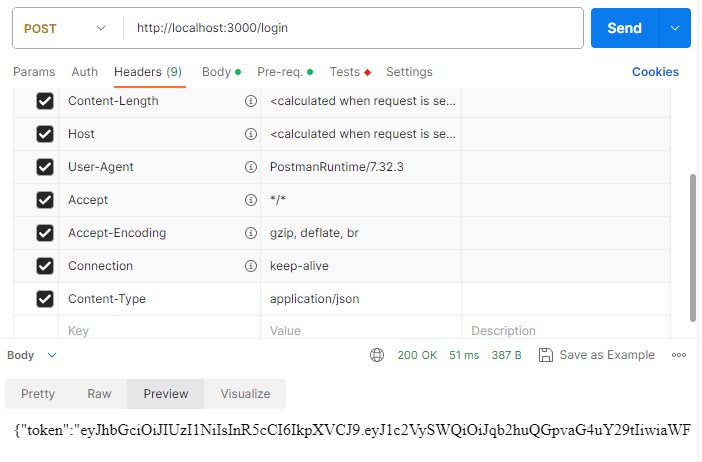 POST http://localhost:3000/login Send
Params Auth Headers (9) Body Pre-req. Tests Settings Cookies
Content-Length <calculated when request is se...
Host <calculated when request is se...
User-Agent PostmanRuntime/7.32.3
Accept */*
Accept-Encoding gzip, deflate, br
Connection keep-alive
Content-Type application/json
Key Value Description
Body 200 OK 51 ms 387 B Save as Example
Pretty Raw Preview Visualize
{"token":"eyJhbGciOiJIUzI1NiIsInR5cCI6IkpXVCJ9.eyJ1c2VySWQiOiJqb2huQGpvaG4uY29tIiwiaWF